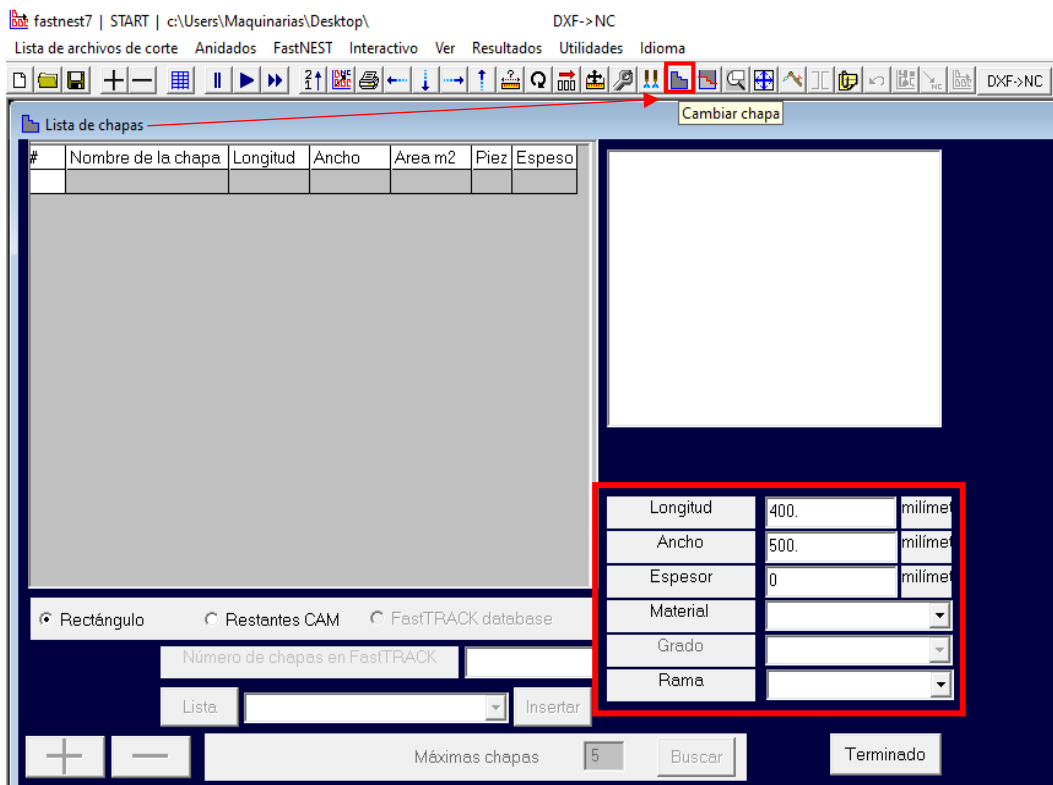 fastnest7 | START | c:\Users\Maquinarias\Desktop\ DXF->NC
Lista de archivos de corte Anidados FastNEST Interactivo Ver Resultados Utilidades Idioma
DXF->NC
Cambiar chapa
Lista de chapas
# Nombre de la chapa Longitud Ancho Area m2 Piez Espeso
Longitud 400. milímet
Ancho 500. milímet
Espesor 0 milímet
Material
Grado
Rama
Rectángulo Restantes CAM FastTRACK database
Número de chapas en FastTRACK
Lista Insertar
Máximas chapas 5 Buscar
Terminado